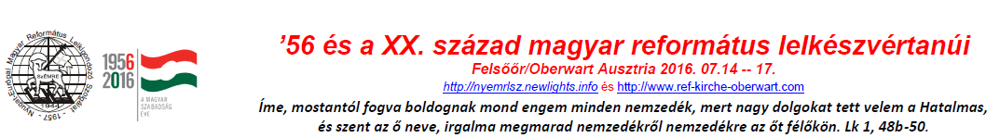 ’56 és a XX. század magyar református lelkészvértanúi
Felsőőr/Oberwart Ausztria 2016. 07.14 -- 17.
http://nyemrlsz.newlights.info és http://www.ref-kirche-oberwart.com
Íme, mostantól fogva boldognak mond engem minden nemzedék, mert nagy dolgokat tett velem a Hatalmas,
és szent az ő neve, irgalma megmarad nemzedékről nemzedékre az őt félőkön. Lk 1, 48b-50.
Nyugat-Európai Magyar Református Lelkigondozó Szolgálat - 1957 -
1944
1956
2016
A MAGYAR
SZABADSÁG
ÉVE